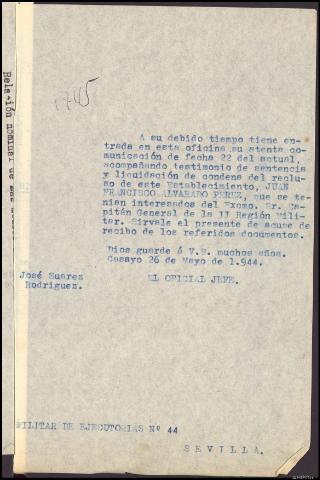 1745
A su debido tiempo tiene en-
trada en esta oficina su atenta co-
municación de fecha 22 del actual,
acompañando testimonio de sentencia
y liquidación de condena del reclu-
so de este Establecimiento, JUAN
FRANCISCO ALVARADO PEREZ, que se te-
nian interesados del Excmo. Sr. Ca-
pitán General de la II Región Mili-
tar. Sirvale el presente de acuse de
recibo de los referidos documentos.
Dios guarde á V.S. muchos años.
Casayo 26 de Mayo de 1.944.
EL OFICIAL JEFE.
José Suarez
Rodriguez.
MILITAR DE EJECUTORIAS Nº 44
SEVILLA.
Relación nominal de